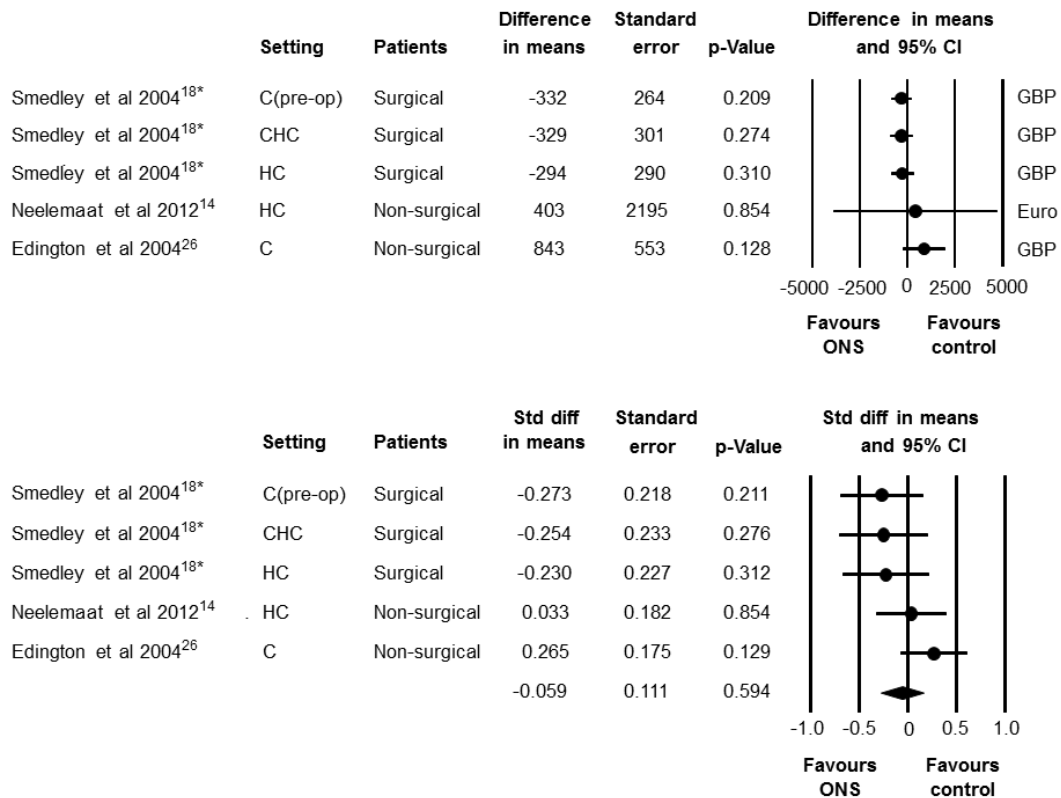 Difference Standard Difference in means
Setting Patients in means error p-Value and 95% CI
Smedley et al 2004¹⁸* C(pre-op) Surgical -332 264 0.209 GBP
Smedley et al 2004¹⁸* CHC Surgical -329 301 0.274 GBP
Smedley et al 2004¹⁸* HC Surgical -294 290 0.310 GBP
Neelemaat et al 2012¹⁴ HC Non-surgical 403 2195 0.854 Euro
Edington et al 2004²⁶ C Non-surgical 843 553 0.128 GBP
-5000 -2500 0 2500 5000
Favours Favours
ONS control
Std diff Standard Std diff in means
Setting Patients in means error p-Value and 95% CI
Smedley et al 2004¹⁸* C(pre-op) Surgical -0.273 0.218 0.211
Smedley et al 2004¹⁸* CHC Surgical -0.254 0.233 0.276
Smedley et al 2004¹⁸* HC Surgical -0.230 0.227 0.312
Neelemaat et al 2012¹⁴ . HC Non-surgical 0.033 0.182 0.854
Edington et al 2004²⁶ C Non-surgical 0.265 0.175 0.129
-0.059 0.111 0.594
-1.0 -0.5 0 0.5 1.0
Favours Favours
ONS control